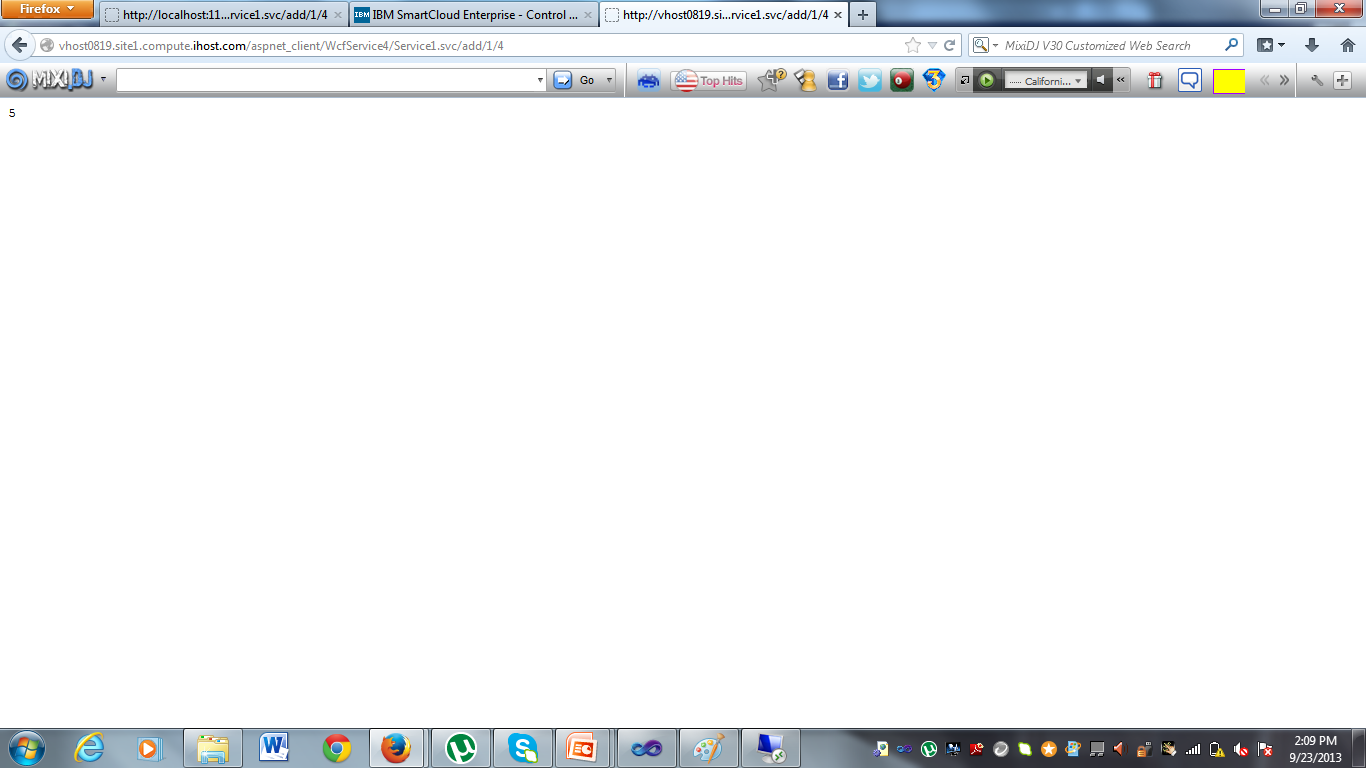 Firefox
http://localhost:11...rvice1.svc/add/1/4
IBM IBM SmartCloud Enterprise - Control ...
http://vhost0819.si...rvice1.svc/add/1/4
vhost0819.site1.compute.ihost.com/aspnet_client/WcfService4/Service1.svc/add/1/4
MixiDJ V30 Customized Web Search
MIXIDJ
Go
Top Hits
Californi...
5
2:09 PM
9/23/2013